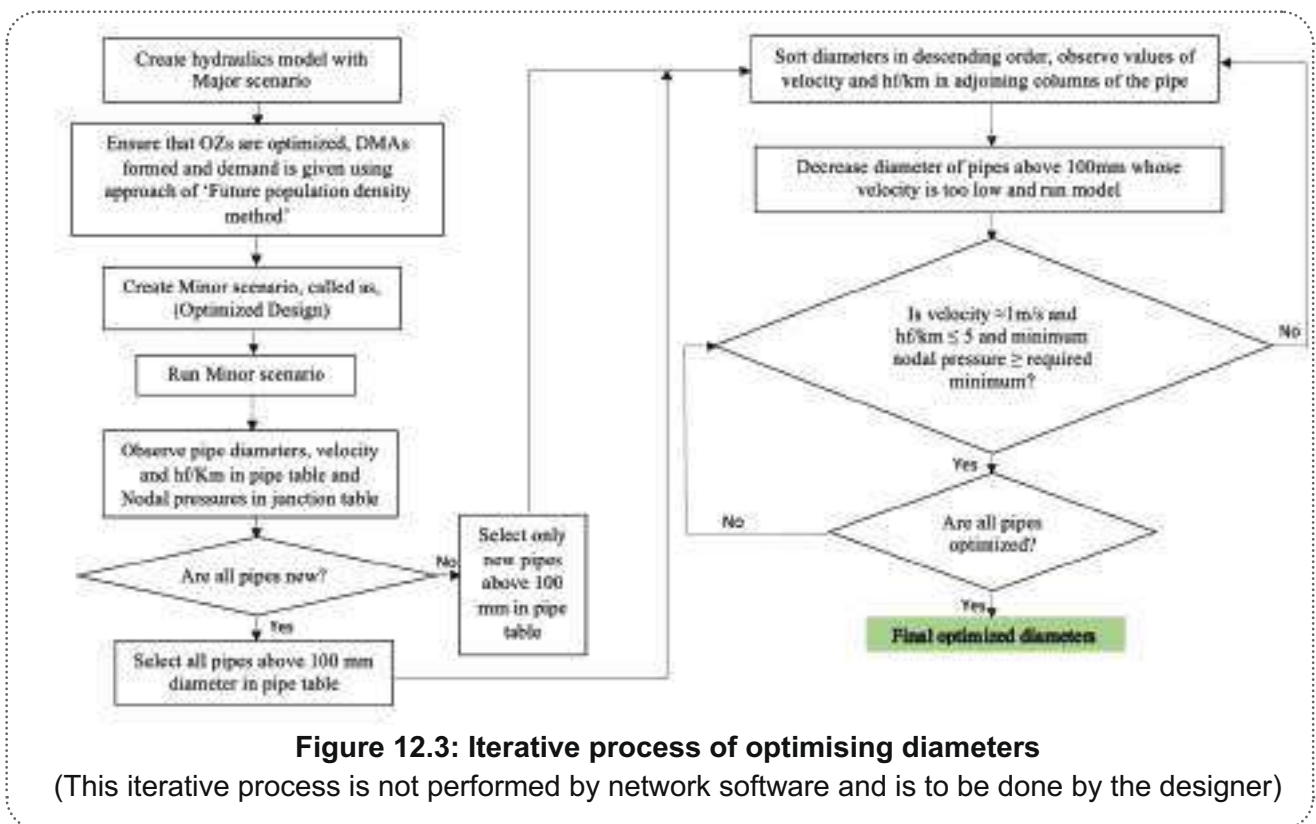 Create hydraulics model with
Major scenario
Ensure that OZs are optimized, DMAs
formed and demand is given using
approach of 'Future population density
method'
Create Minor scenario, called as,
(Optimized Design)
Run Minor scenario
Observe pipe diameters, velocity
and hf/Km in pipe table and
Nodal pressures in junction table
Are all pipes new?
No
Yes
Select only
new pipes
above 100
mm in pipe
table
Select all pipes above 100 mm
diameter in pipe table
Sort diameters in descending order, observe values of
velocity and hf/km in adjoining columns of the pipe
Decrease diameter of pipes above 100mm whose
velocity is too low and run model
Is velocity ≈1m/s and
hf/km ≤ 5 and minimum
nodal pressure ≥ required
minimum?
No
Yes
Are all pipes
optimized?
No
Yes
Final optimized diameters
Figure 12.3: Iterative process of optimising diameters
(This iterative process is not performed by network software and is to be done by the designer)